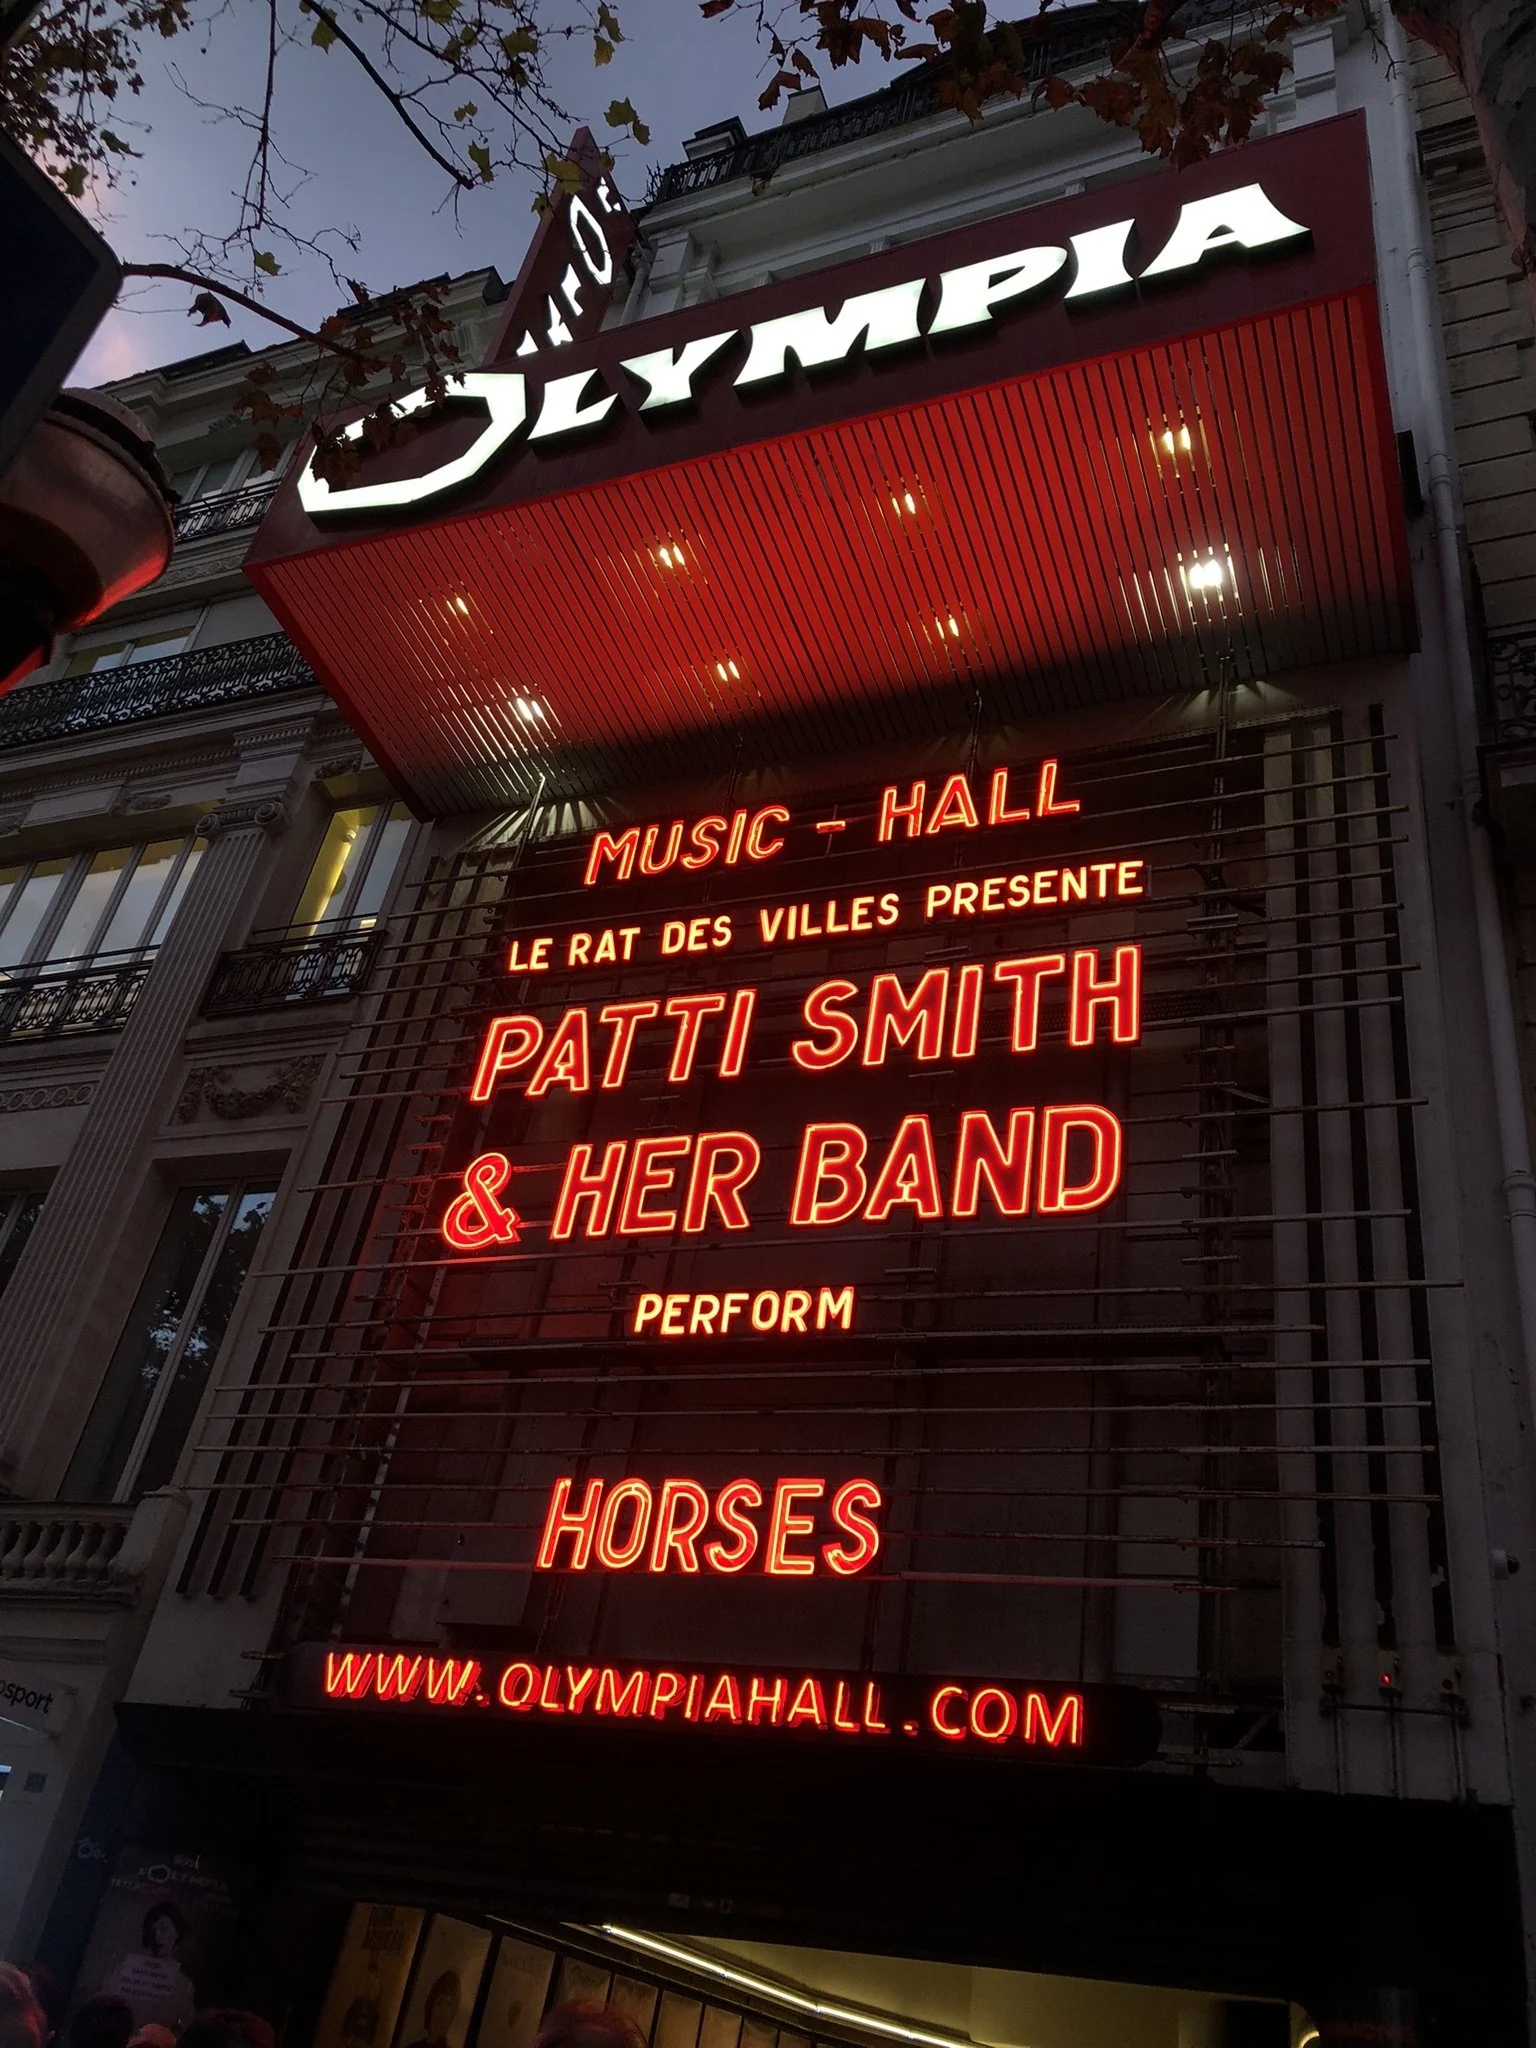 OLYMPIA
MUSIC - HALL
LE RAT DES VILLES PRESENTE
PATTI SMITH
& HER BAND
PERFORM
HORSES
WWW.OLYMPIAHALL.COM